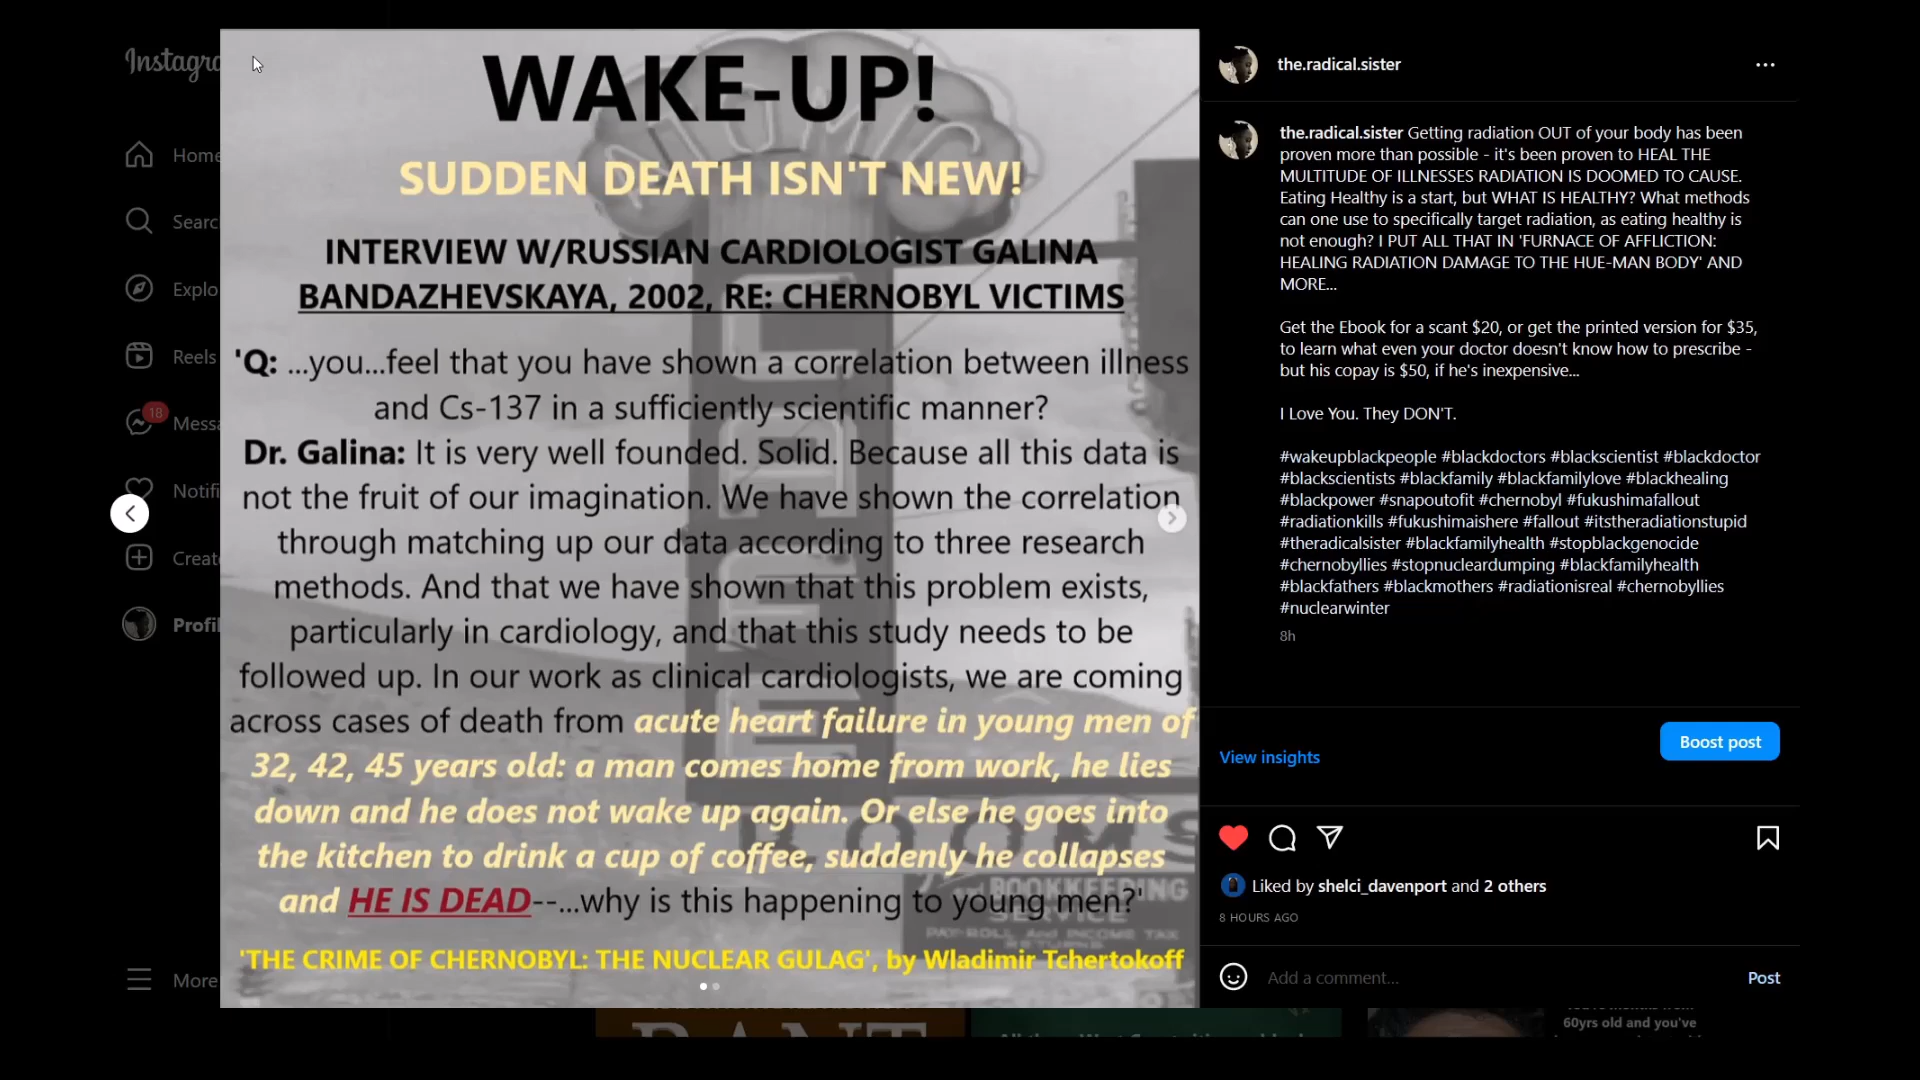 Instagr
Home
Searc
Explo
Reels
18
Messa
Notifi
Create
Profil
More
WAKE-UP!
ATOMIC
SUDDEN DEATH ISN'T NEW!
INTERVIEW W/RUSSIAN CARDIOLOGIST GALINA
BANDAZHEVSKAYA, 2002, RE: CHERNOBYL VICTIMS
'Q: ...you...feel that you have shown a correlation between illness
and Cs-137 in a sufficiently scientific manner?
Dr. Galina: It is very well founded. Solid. Because all this data is
not the fruit of our imagination. We have shown the correlation
through matching up our data according to three research
methods. And that we have shown that this problem exists,
particularly in cardiology, and that this study needs to be
followed up. In our work as clinical cardiologists, we are coming
across cases of death from acute heart failure in young men of
32, 42, 45 years old: a man comes home from work, he lies
down and he does not wake up again. Or else he goes into
the kitchen to drink a cup of coffee, suddenly he collapses
and HE IS DEAD--...why is this happening to young men?'
ROOMS
BOOKKEEPING
SERVICE
PAY-ROLL AND INCOME TAX
RETURNS
'THE CRIME OF CHERNOBYL: THE NUCLEAR GULAG', by Wladimir Tchertokoff
the.radical.sister
the.radical.sister Getting radiation OUT of your body has been
proven more than possible - it's been proven to HEAL THE
MULTITUDE OF ILLNESSES RADIATION IS DOOMED TO CAUSE.
Eating Healthy is a start, but WHAT IS HEALTHY? What methods
can one use to specifically target radiation, as eating healthy is
not enough? I PUT ALL THAT IN 'FURNACE OF AFFLICTION:
HEALING RADIATION DAMAGE TO THE HUE-MAN BODY' AND
MORE...
Get the Ebook for a scant $20, or get the printed version for $35,
to learn what even your doctor doesn't know how to prescribe -
but his copay is $50, if he's inexpensive...
I Love You. They DON'T.
#wakeupblackpeople #blackdoctors #blackscientist #blackdoctor
#blackscientists #blackfamily #blackfamilylove #blackhealing
#blackpower #snapoutofit #chernobyl #fukushimafallout
#radiationkills #fukushimaishere #fallout #itstheradiationstupid
#theradicalsister #blackfamilyhealth #stopblackgenocide
#chernobyllies #stopnucleardumping #blackfamilyhealth
#blackfathers #blackmothers #radiationisreal #chernobyllies
#nuclearwinter
8h
View insights
Boost post
Liked by shelci_davenport and 2 others
8 HOURS AGO
Add a comment...
Post
60yrs old and you've